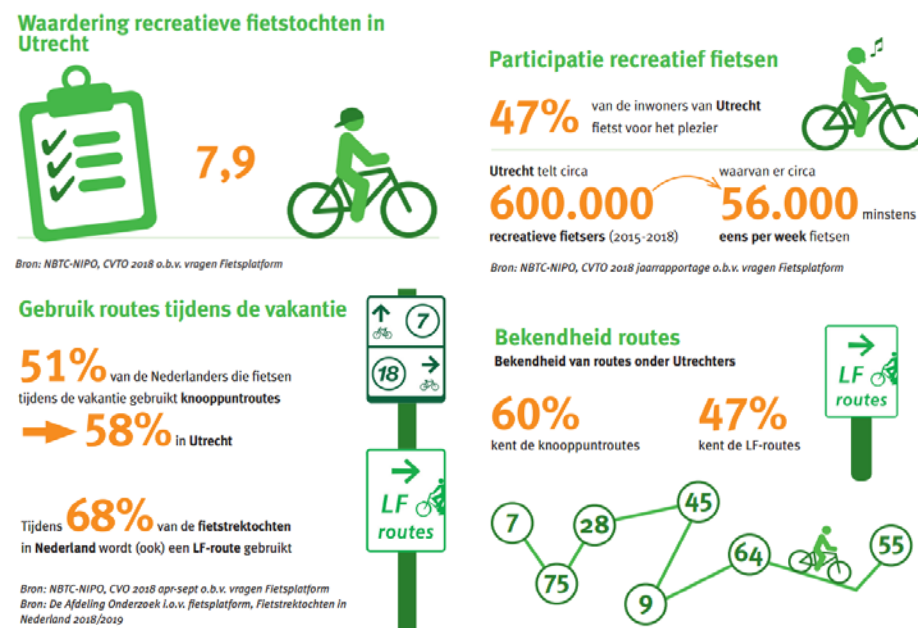 Waardering recreatieve fietstochten in
Utrecht
7,9
Bron: NBTC-NIPO, CVTO 2018 o.b.v. vragen Fietsplatform
Participatie recreatief fietsen
47% van de inwoners van Utrecht
fietst voor het plezier
Utrecht telt circa
600.000
recreatieve fietsers (2015-2018)
waarvan er circa
56.000 minstens
eens per week fietsen
Bron: NBTC-NIPO, CVTO 2018 jaarrapportage o.b.v. vragen Fietsplatform
Gebruik routes tijdens de vakantie
51% van de Nederlanders die fietsen
tijdens de vakantie gebruikt knooppuntroutes
58% in Utrecht
Tijdens 68% van de fietstrektochten
in Nederland wordt (ook) een LF-route gebruikt
7
18
LF
routes
Bron: NBTC-NIPO, CVO 2018 apr-sept o.b.v. vragen Fietsplatform
Bron: De Afdeling Onderzoek i.o.v. fietsplatform, Fietstrektochten in
Nederland 2018/2019
Bekendheid routes
Bekendheid van routes onder Utrechters
60%
kent de knooppuntroutes
47%
kent de LF-routes
LF
routes
7
75
28
45
9
64
55